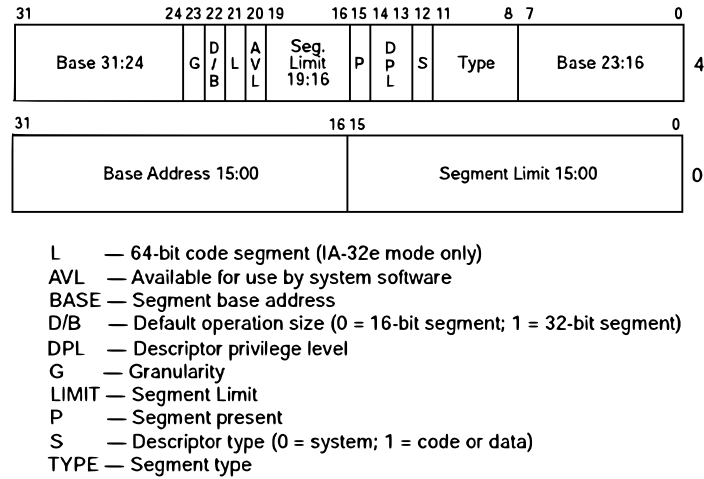 31 24 23 22 21 20 19 16 15 14 13 12 11 8 7 0
Base 31:24 G D/B L AVL Seg. Limit 19:16 P DPL S Type Base 23:16 4
31 16 15 0
Base Address 15:00 Segment Limit 15:00 0
L — 64-bit code segment (IA-32e mode only)
AVL — Available for use by system software
BASE — Segment base address
D/B — Default operation size (0 = 16-bit segment; 1 = 32-bit segment)
DPL — Descriptor privilege level
G — Granularity
LIMIT — Segment Limit
P — Segment present
S — Descriptor type (0 = system; 1 = code or data)
TYPE — Segment type